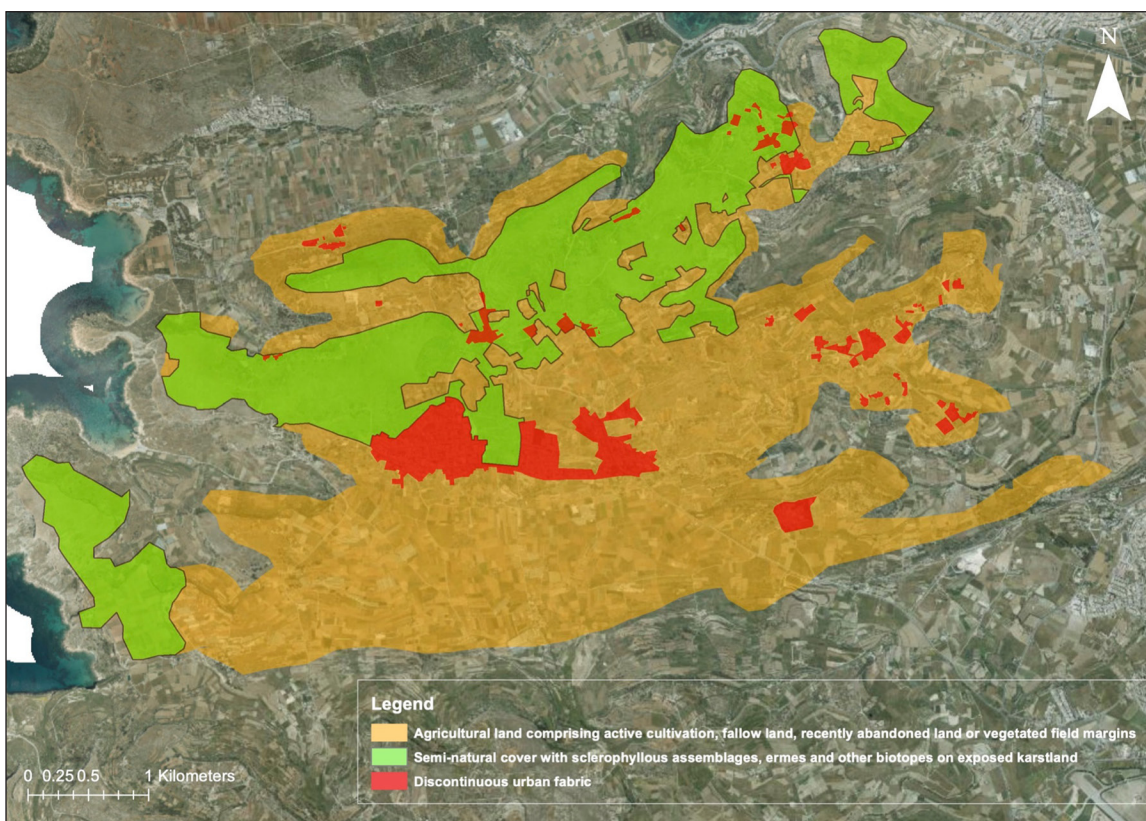 N
Legend
Agricultural land comprising active cultivation, fallow land, recently abandoned land or vegetated field margins
Semi-natural cover with sclerophyllous assemblages, ermes and other biotopes on exposed karstland
Discontinuous urban fabric
0 0.25 0.5 1 Kilometers